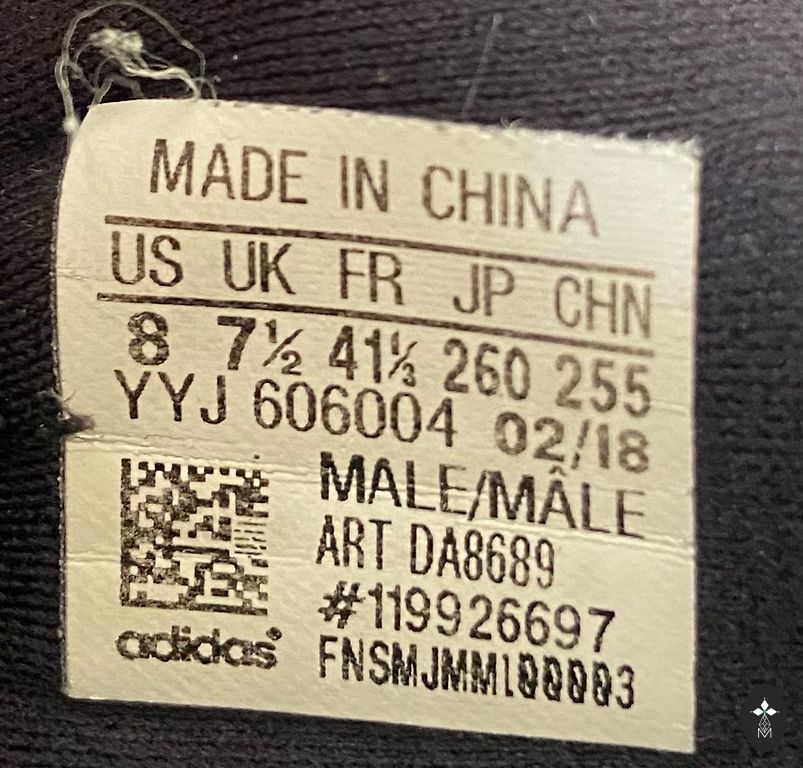 MADE IN CHINA
US UK FR JP CHN
8 7½ 41⅓ 260 255
YYJ 606004 02/18
MALE/MÂLE
ART DA8689
#119926697
adidas®
M